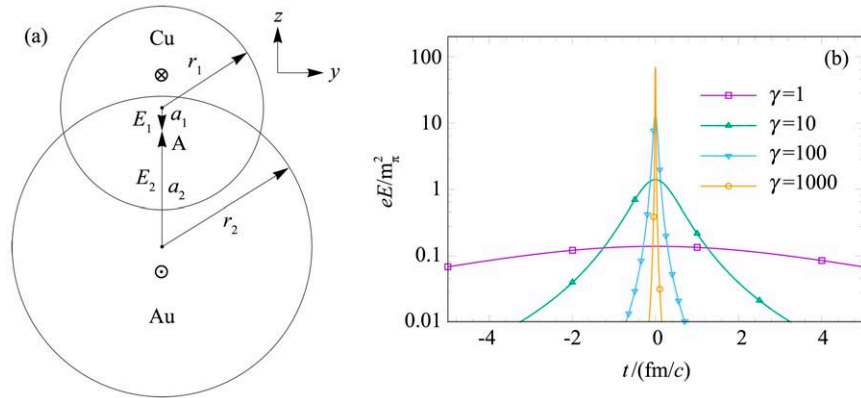 (a)
Cu
z
y
r₁
E₁
a₁
A
E₂
a₂
r₂
Au
(b)
100
10
1
0.1
0.01
eE/m²π
γ=1
γ=10
γ=100
γ=1000
-4
-2
0
2
4
t/(fm/c)